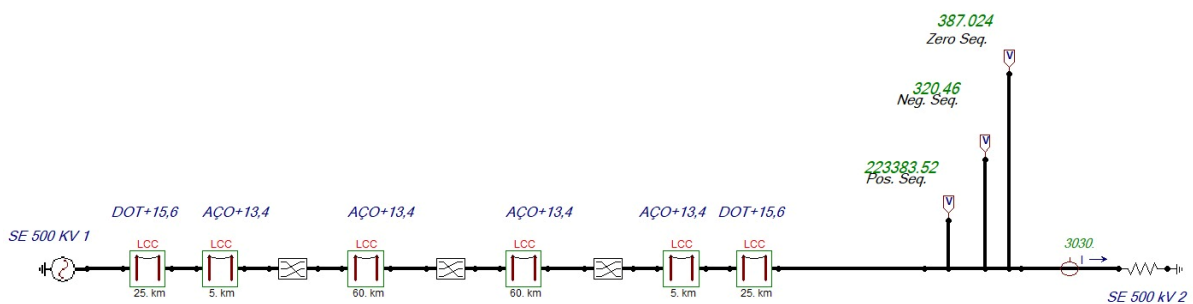 387.024
Zero Seq.
V
320.46
Neg. Seq.
V
223383.52
Pos. Seq.
V
DOT+15,6
AÇO+13,4
AÇO+13,4
AÇO+13,4
AÇO+13,4
DOT+15,6
SE 500 KV 1
LCC
LCC
LCC
LCC
LCC
LCC
3030.
I
25. km
5. km
60. km
60. km
5. km
25. km
SE 500 kV 2